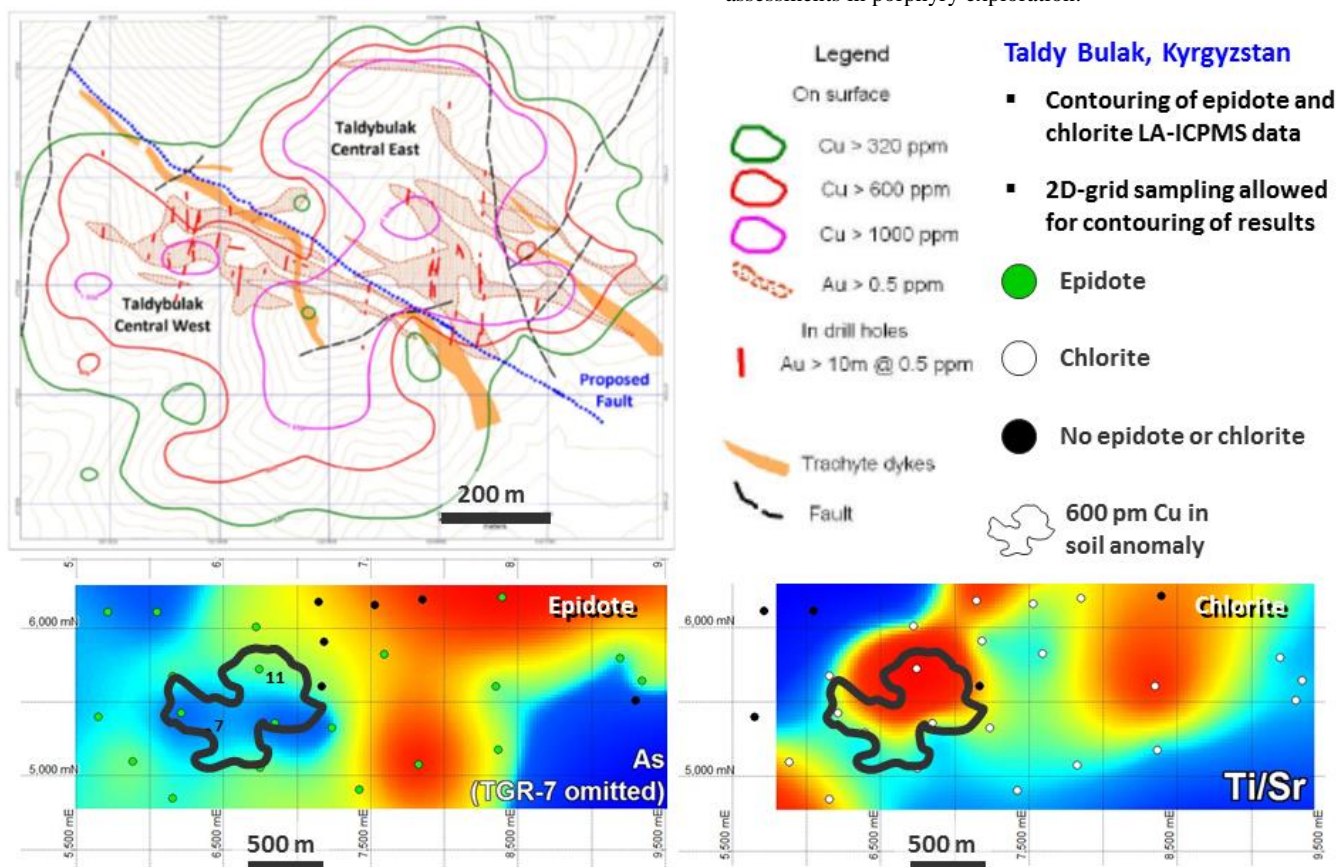 assessments in porphyry exploration.
Taldybulak
Central East
Taldybulak
Central West
Proposed
Fault
200 m
Legend
On surface
Cu > 320 ppm
Cu > 600 ppm
Cu > 1000 ppm
Au > 0.5 ppm
In drill holes
Au > 10m @ 0.5 ppm
Trachyte dykes
Fault
Taldy Bulak, Kyrgyzstan
▪ Contouring of epidote and
chlorite LA-ICPMS data
▪ 2D-grid sampling allowed
for contouring of results
Epidote
Chlorite
No epidote or chlorite
600 pm Cu in
soil anomaly
Epidote
6,000 mN
11
7
5,000 mN
As
(TGR-7 omitted)
5,500 mE
6,500 mE
7,500 mE
8,500 mE
500 m
Chlorite
6,000 mN
5,000 mN
Ti/Sr
6,500 mE
7,500 mE
8,500 mE
9,500 mE
500 m